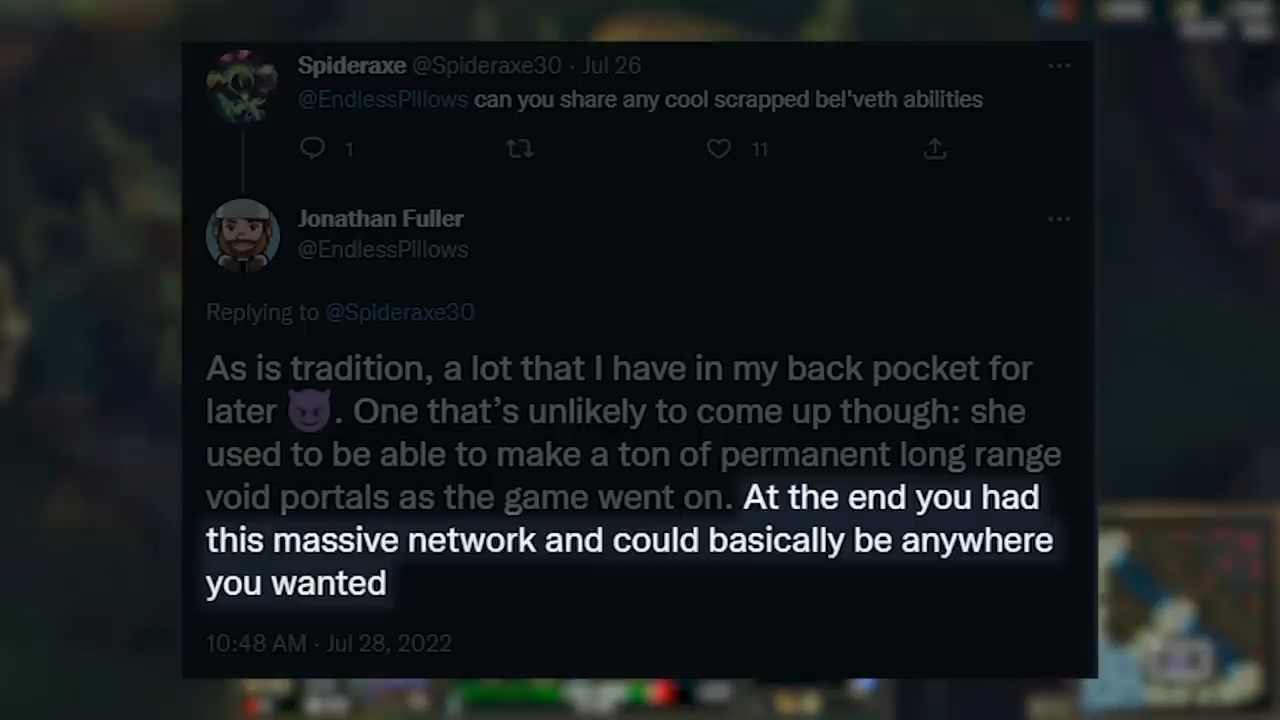 Spideraxe @Spideraxe30 · Jul 26
@EndlessPIllows can you share any cool scrapped bel'veth abilities
1 11
Jonathan Fuller
@EndlessPIllows
Replying to @Spideraxe30
As is tradition, a lot that I have in my back pocket for
later 😈. One that’s unlikely to come up though: she
used to be able to make a ton of permanent long range
void portals as the game went on. At the end you had
this massive network and could basically be anywhere
you wanted
10:48 AM · Jul 28, 2022